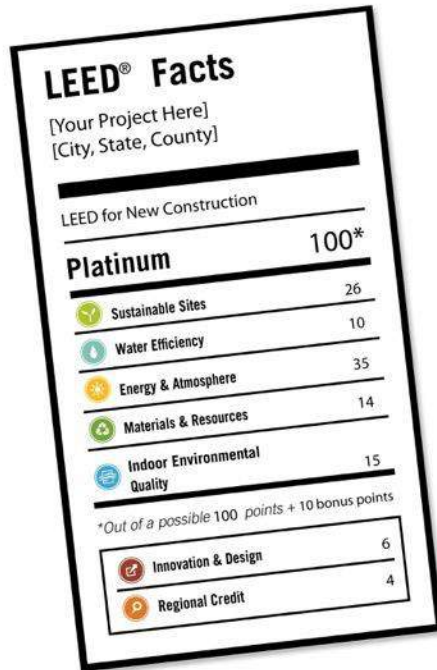 LEED® Facts
[Your Project Here]
[City, State, County]
LEED for New Construction
Platinum 100*
Sustainable Sites 26
Water Efficiency 10
Energy & Atmosphere 35
Materials & Resources 14
Indoor Environmental
Quality 15
*Out of a possible 100 points + 10 bonus points
Innovation & Design 6
Regional Credit 4